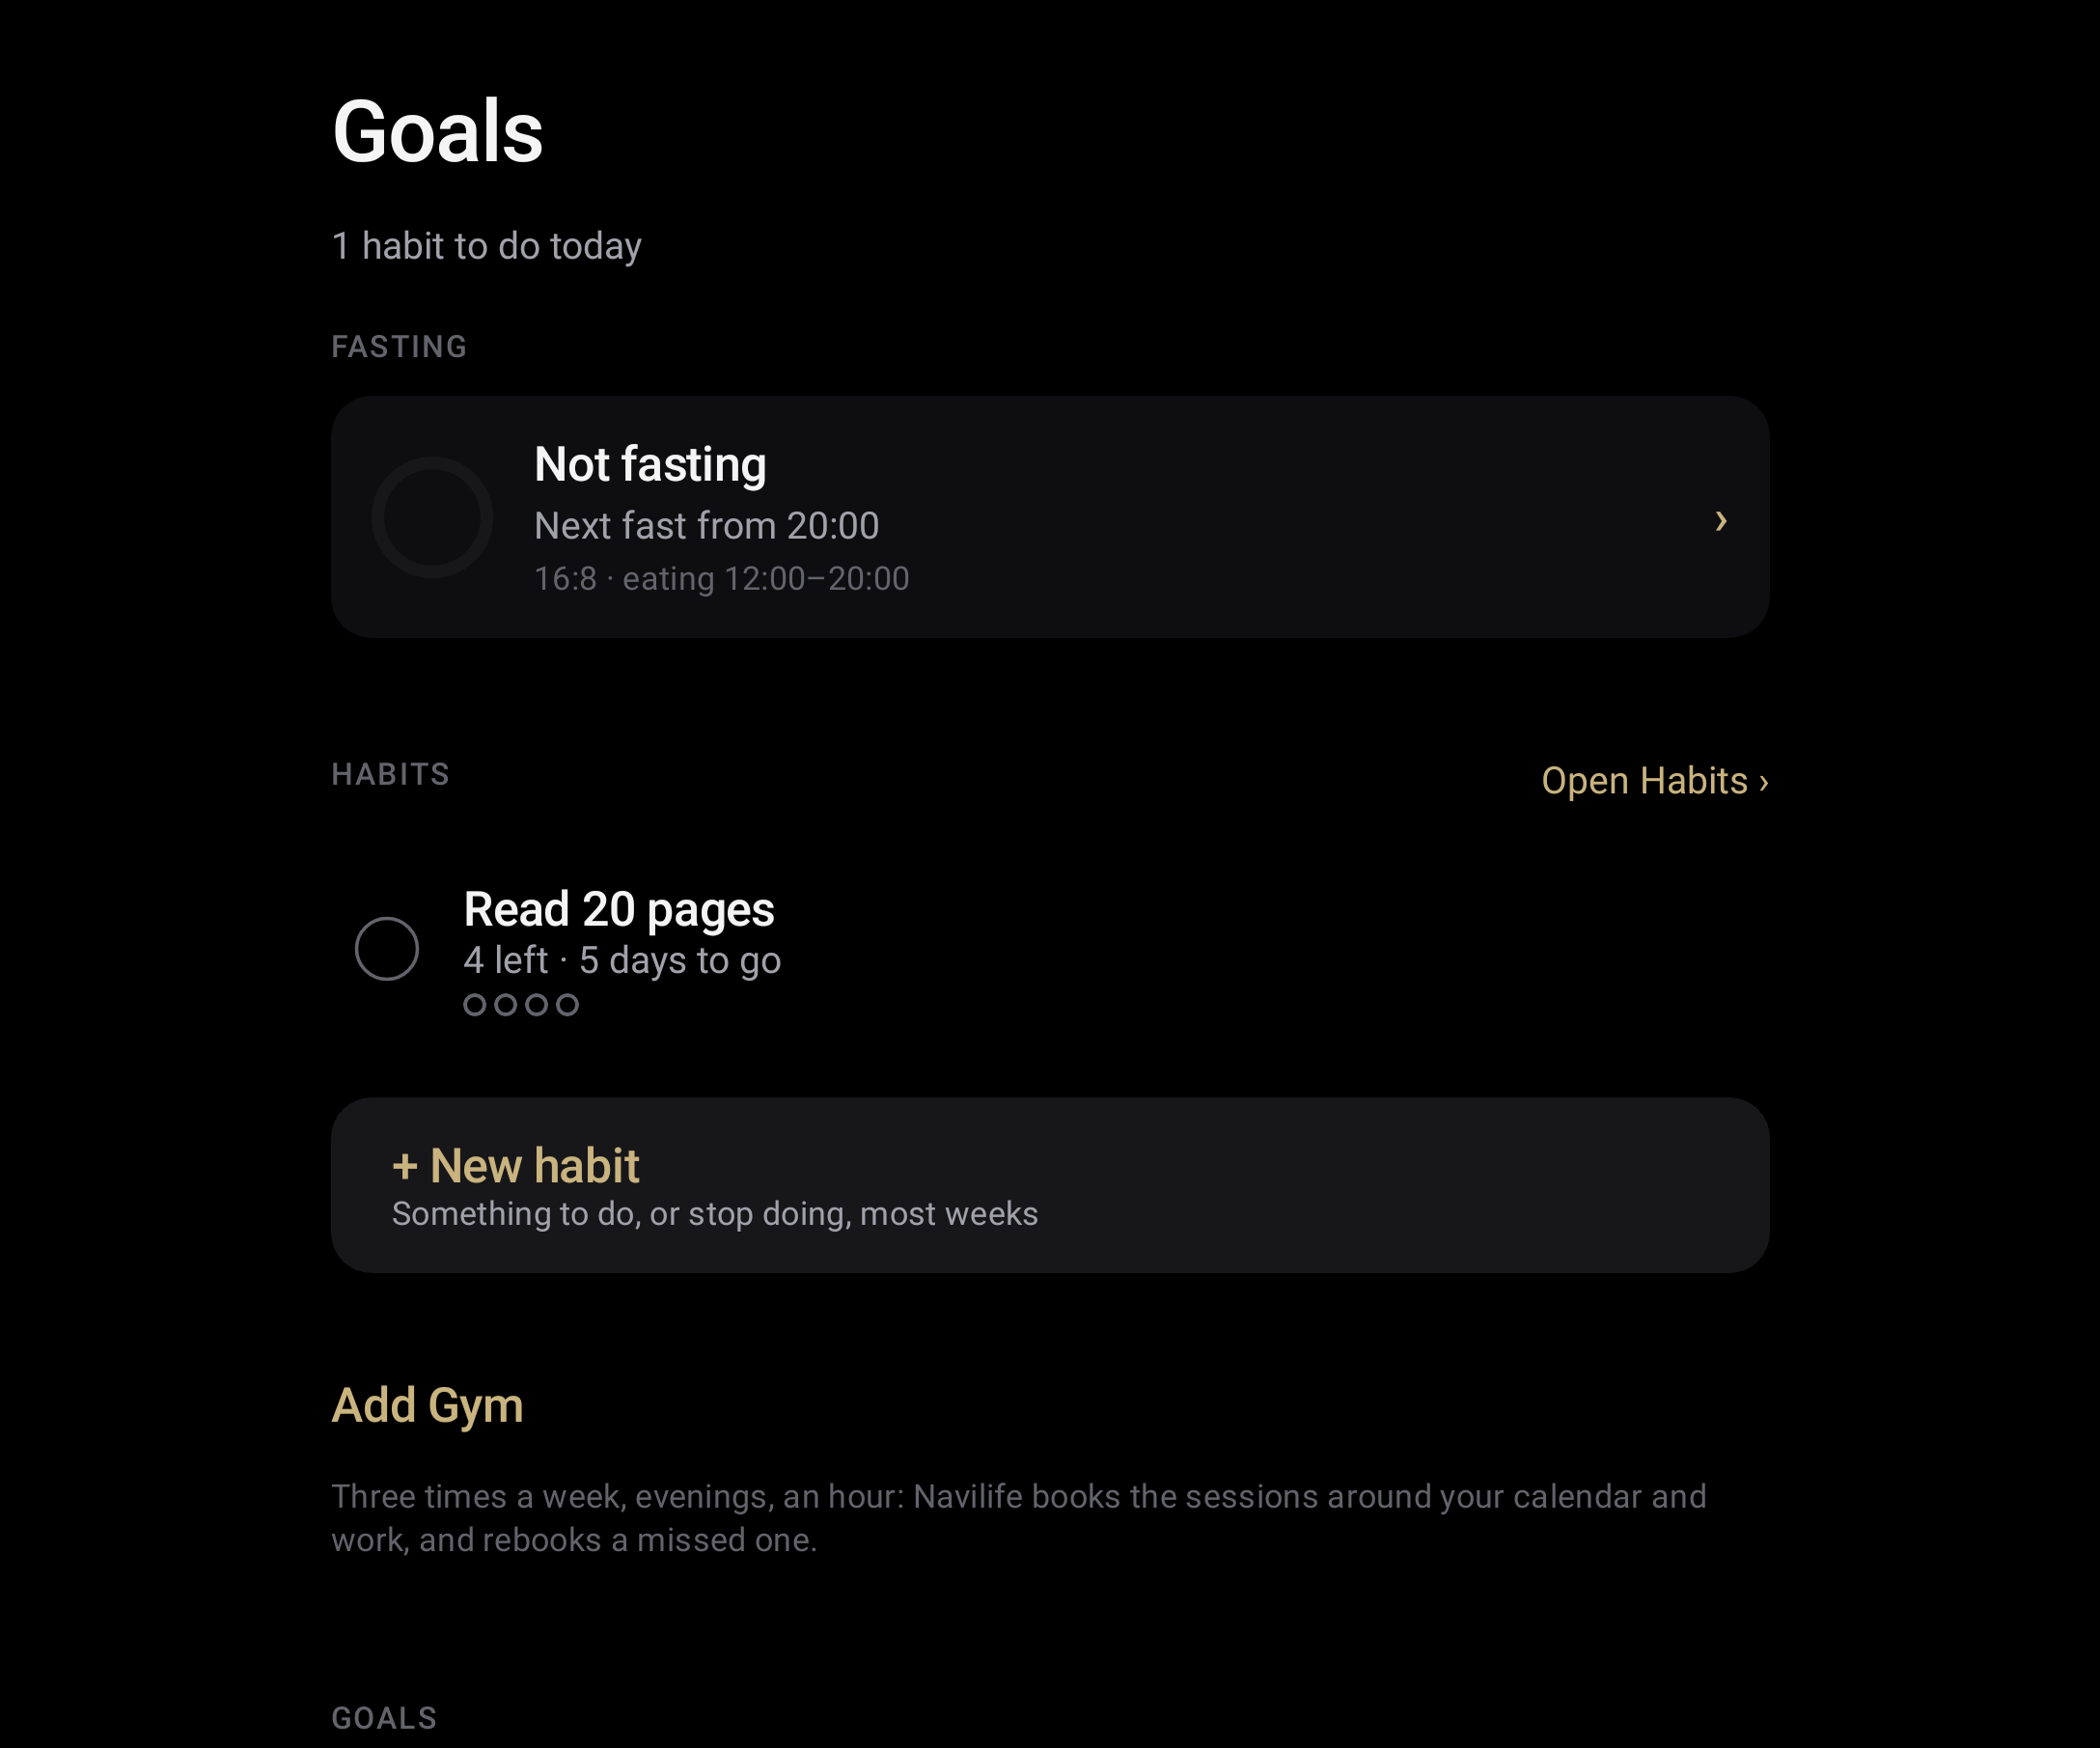 Goals
1 habit to do today
FASTING
Not fasting
Next fast from 20:00
›
16:8 · eating 12:00–20:00
HABITS
Open Habits ›
Read 20 pages
4 left · 5 days to go
+ New habit
Something to do, or stop doing, most weeks
Add Gym
Three times a week, evenings, an hour: Navilife books the sessions around your calendar and
work, and rebooks a missed one.
GOALS